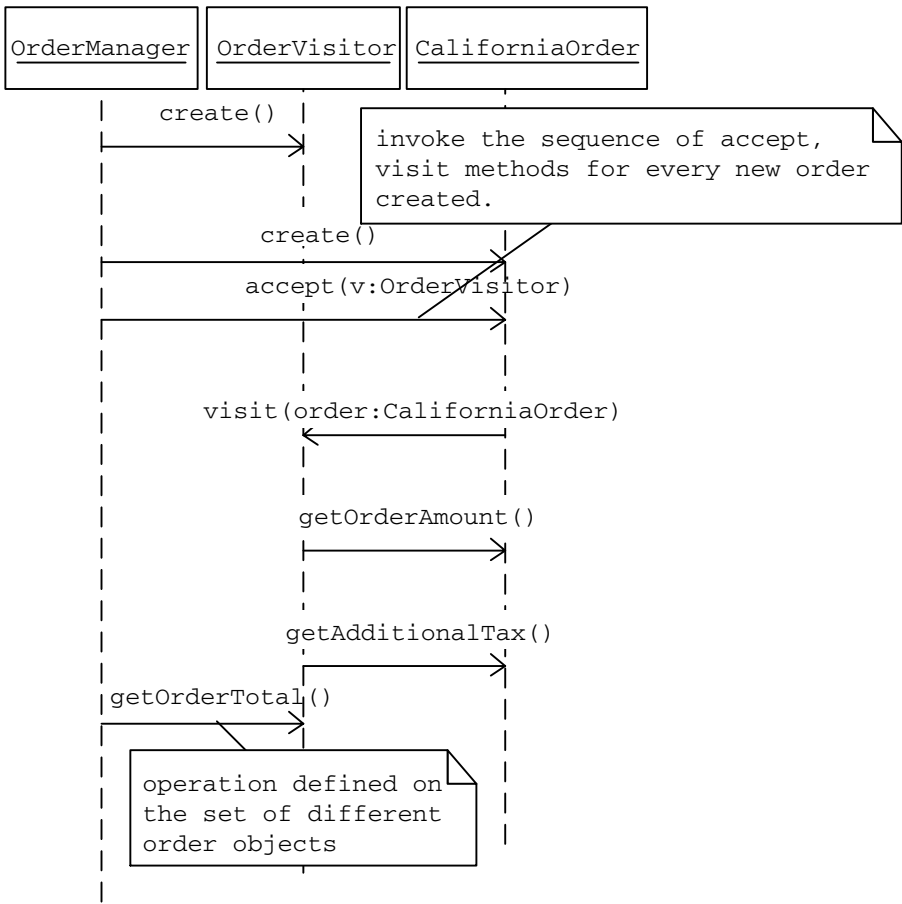 OrderManager OrderVisitor CaliforniaOrder
create()
invoke the sequence of accept,
visit methods for every new order
created.
create()
accept(v:OrderVisitor)
visit(order:CaliforniaOrder)
getOrderAmount()
getAdditionalTax()
getOrderTotal()
operation defined on
the set of different
order objects